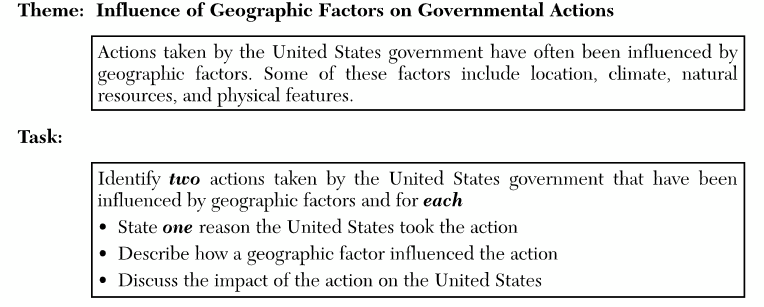 Theme: Influence of Geographic Factors on Governmental Actions
Actions taken by the United States government have often been influenced by
geographic factors. Some of these factors include location, climate, natural
resources, and physical features.
Task:
Identify two actions taken by the United States government that have been
influenced by geographic factors and for each
• State one reason the United States took the action
• Describe how a geographic factor influenced the action
• Discuss the impact of the action on the United States